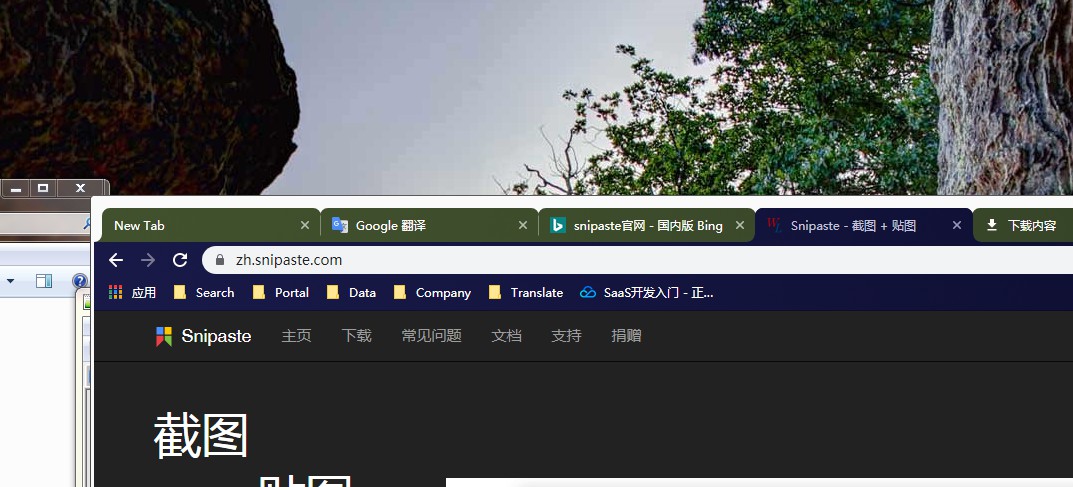 New Tab Google 翻译 snipaste官网 - 国内版 Bing Snipaste - 截图 + 贴图 下载内容
zh.snipaste.com
应用 Search Portal Data Company Translate SaaS开发入门 - 正...
Snipaste 主页 下载 常见问题 文档 支持 捐赠
截图
贴图